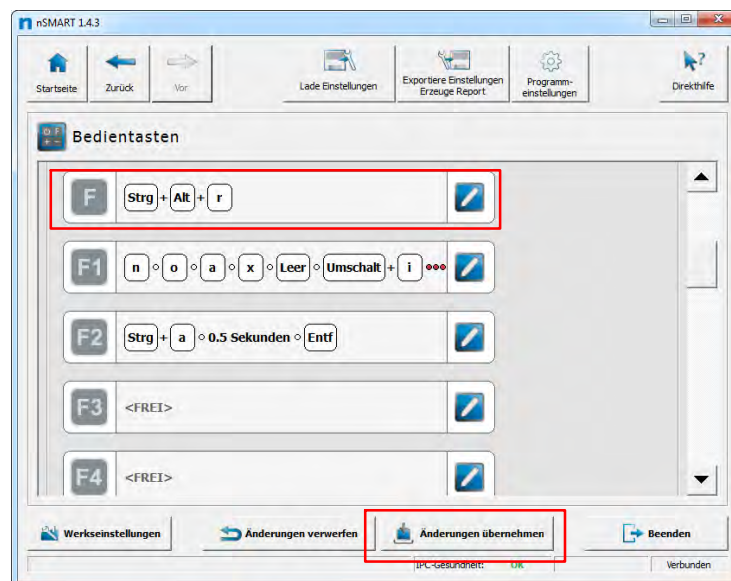 nSMART 1.4.3
Startseite Zurück Vor Lade Einstellungen Exportiere Einstellungen Programm- Direkthilfe
Erzeuge Report einstellungen
Bedientasten
F Strg + Alt + r
F1 n o a x Leer Umschalt + i
F2 Strg + a 0.5 Sekunden Entf
F3 <FREI>
F4 <FREI>
Werkseinstellungen Änderungen verwerfen Änderungen übernehmen Beenden
IPC-Gesundheit: OK Verbunden